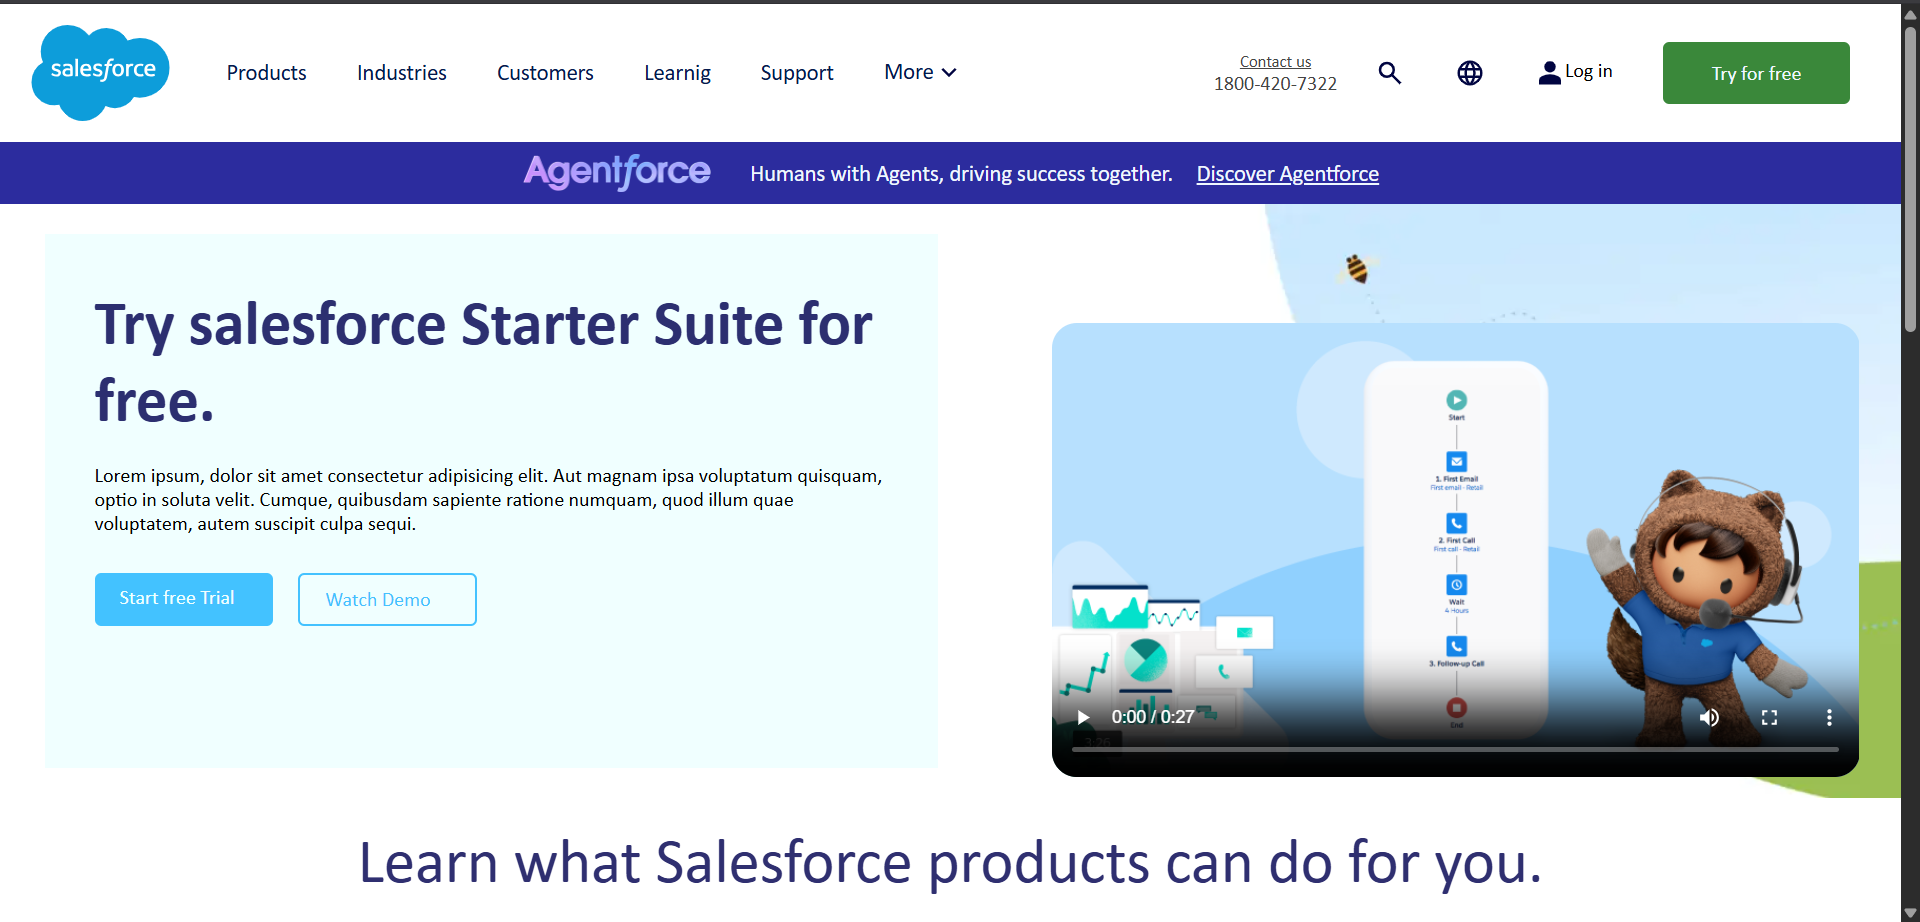 salesforce
Products
Industries
Customers
Learnig
Support
More
Contact us
1800-420-7322
Log in
Try for free
Agentforce
Humans with Agents, driving success together.
Discover Agentforce
Try salesforce Starter Suite for
free.
Lorem ipsum, dolor sit amet consectetur adipisicing elit. Aut magnam ipsa voluptatum quisquam,
optio in soluta velit. Cumque, quibusdam sapiente ratione numquam, quod illum quae
voluptatem, autem suscipit culpa sequi.
Start free Trial
Watch Demo
Start
1. First Email
First email - Retail
2. First Call
First call - Retail
Wait
4 Hours
3. Follow-up Call
End
0:00 / 0:27
3:26
Learn what Salesforce products can do for you.